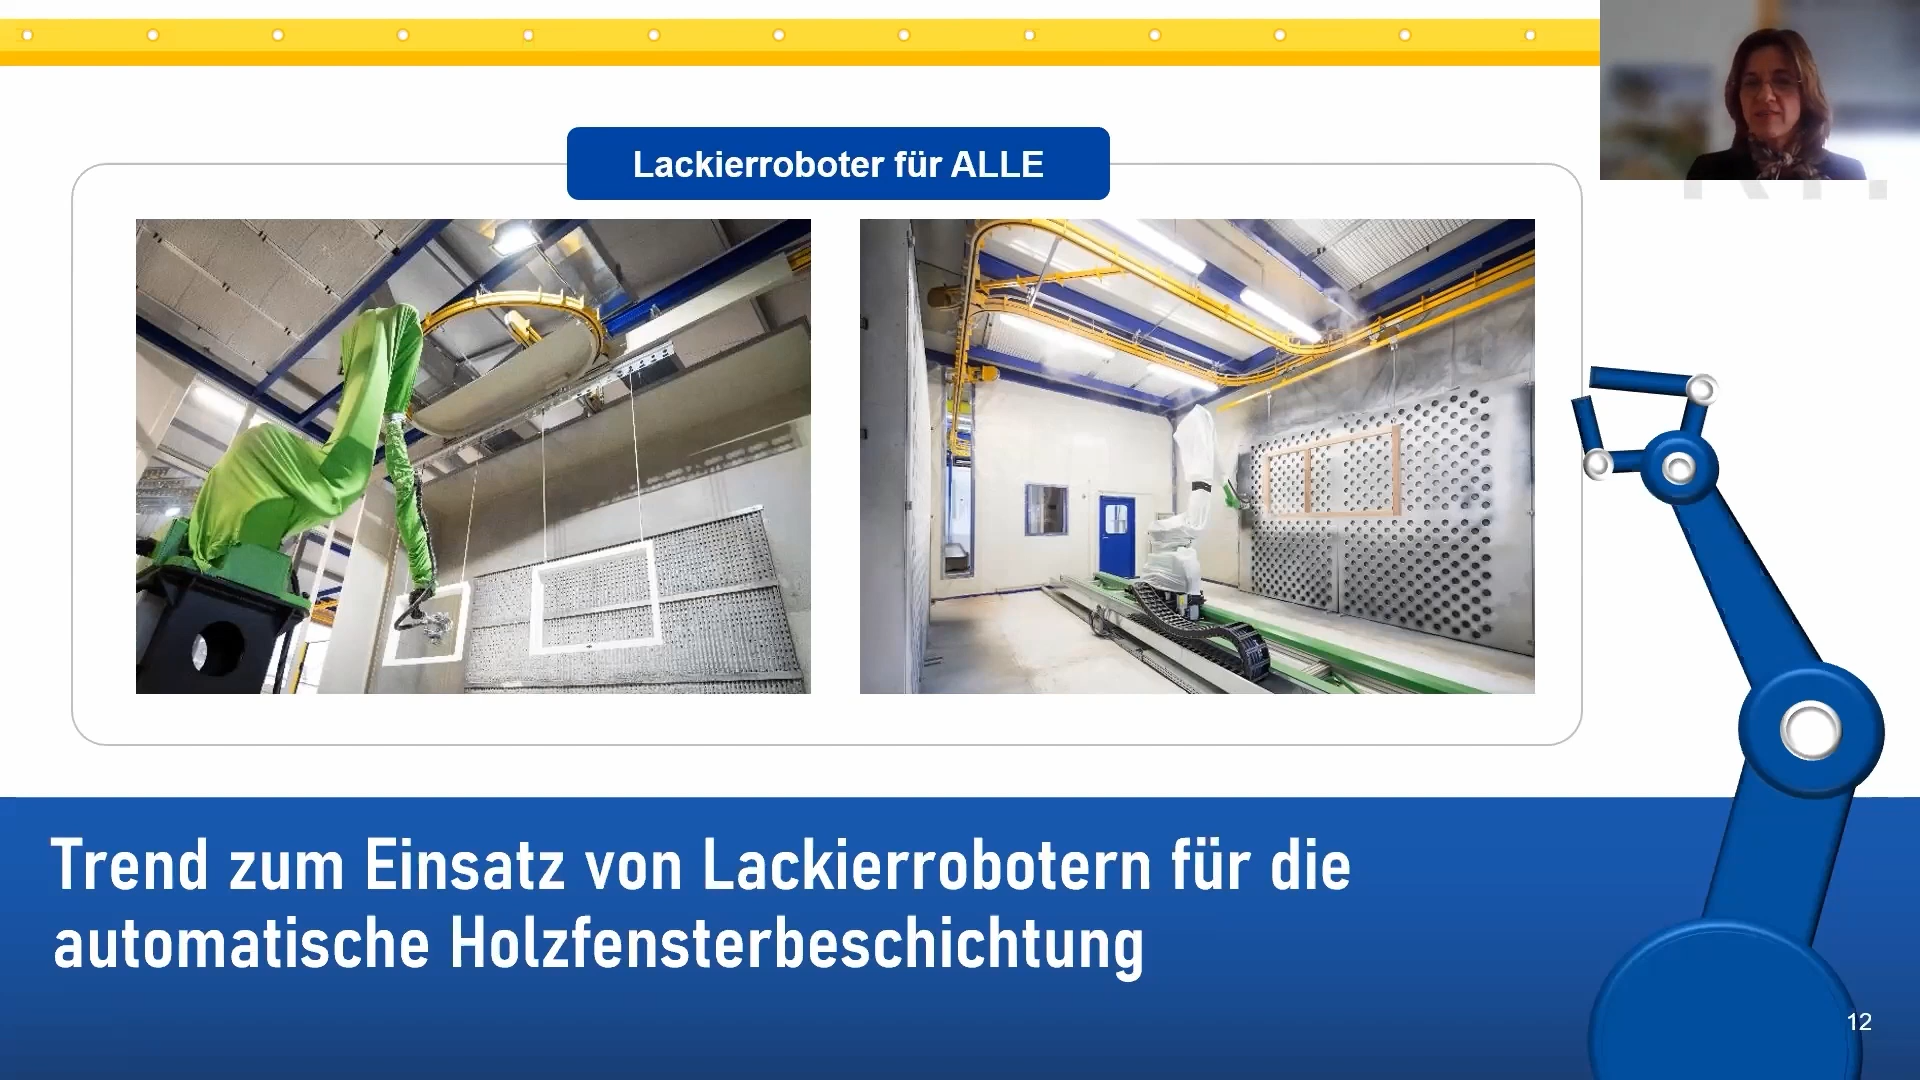 Lackierroboter für ALLE
Trend zum Einsatz von Lackierrobotern für die
automatische Holzfensterbeschichtung
12